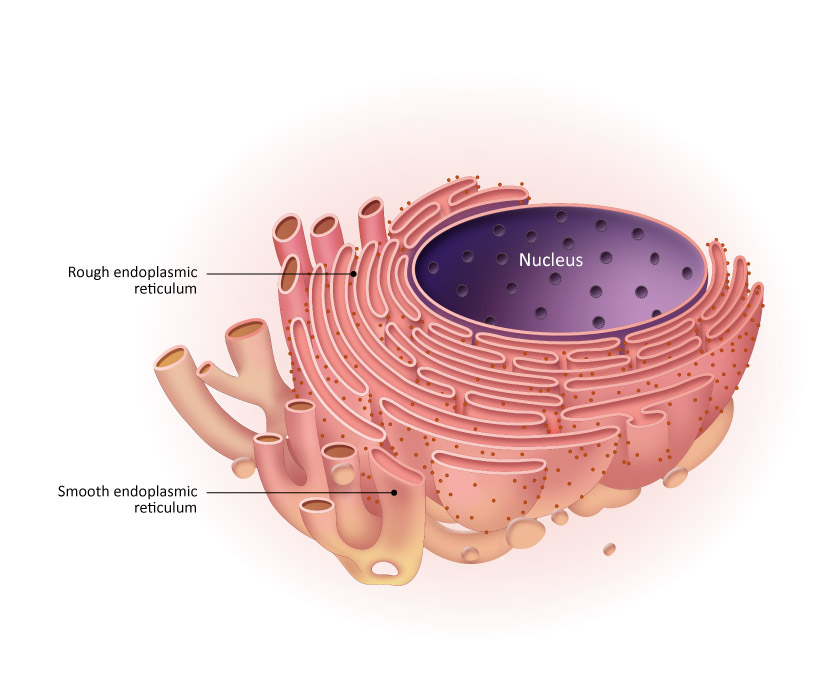 Nucleus
Rough endoplasmic
reticulum
Smooth endoplasmic
reticulum